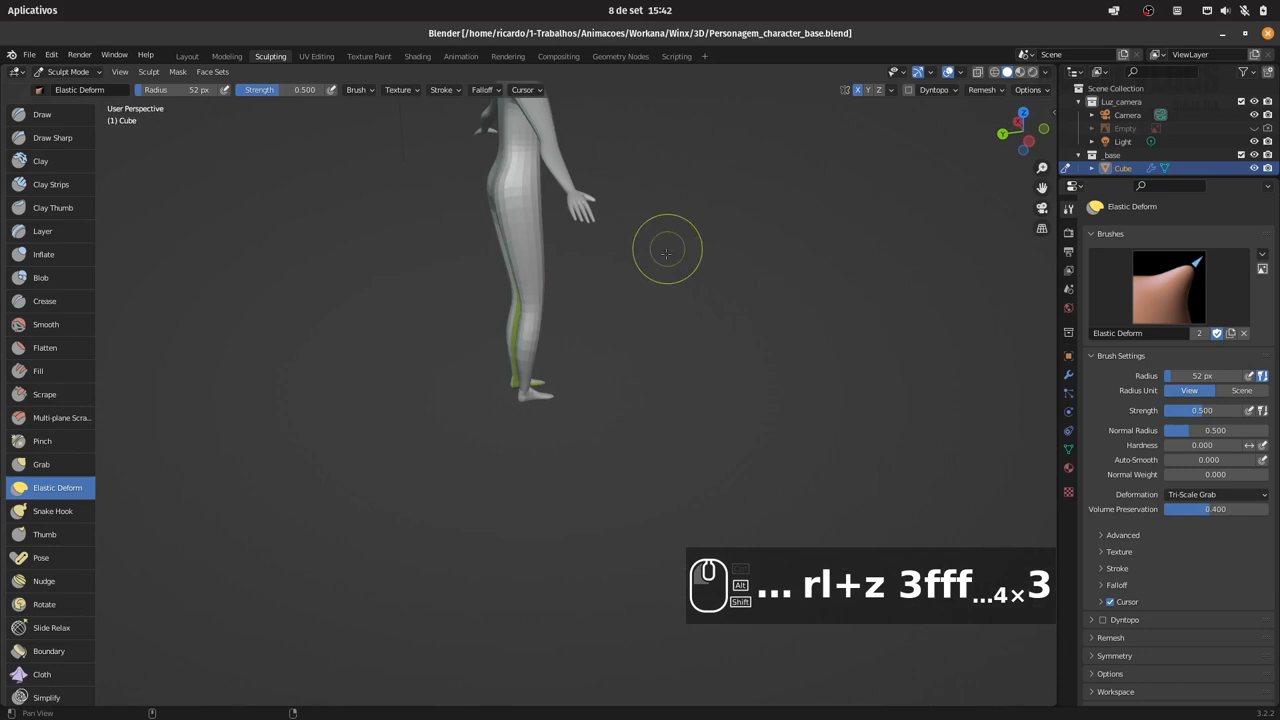 Aplicativos
8 de set 15:42
Blender [/home/ricardo/1-Trabalhos/Animacoes/Workana/Winx/3D/Personagem_character_base.blend]
File Edit Render Window Help Layout Modeling Sculpting UV Editing Texture Paint Shading Animation Rendering Compositing Geometry Nodes Scripting + Scene ViewLayer
Sculpt Mode View Sculpt Mask Face Sets
Elastic Deform Radius 52 px Strength 0.500 Brush Texture Stroke Falloff Cursor X Y Z Dyntopo Remesh Options
User Perspective
(1) Cube
Draw
Draw Sharp
Clay
Clay Strips
Clay Thumb
Layer
Inflate
Blob
Crease
Smooth
Flatten
Fill
Scrape
Multi-plane Scra...
Pinch
Grab
Elastic Deform
Snake Hook
Thumb
Pose
Nudge
Rotate
Slide Relax
Boundary
Cloth
Simplify
Z
X
Y
Ctrl
Alt
Shift
... rl+z 3fff...4×3
Scene Collection
Luz_camera
Camera
Empty
Light
_base
Cube
Elastic Deform
Brushes
Elastic Deform 2
Brush Settings
Radius 52 px
Radius Unit View Scene
Strength 0.500
Normal Radius 0.500
Hardness 0.000
Auto-Smooth 0.000
Normal Weight 0.000
Deformation Tri-Scale Grab
Volume Preservation 0.400
Advanced
Texture
Stroke
Falloff
Cursor
Dyntopo
Remesh
Symmetry
Options
Workspace
Pan View
3.2.2